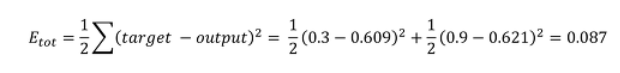 E_tot = 1/2 ∑(target − output)² = 1/2 (0.3 − 0.609)² + 1/2 (0.9 − 0.621)² = 0.087